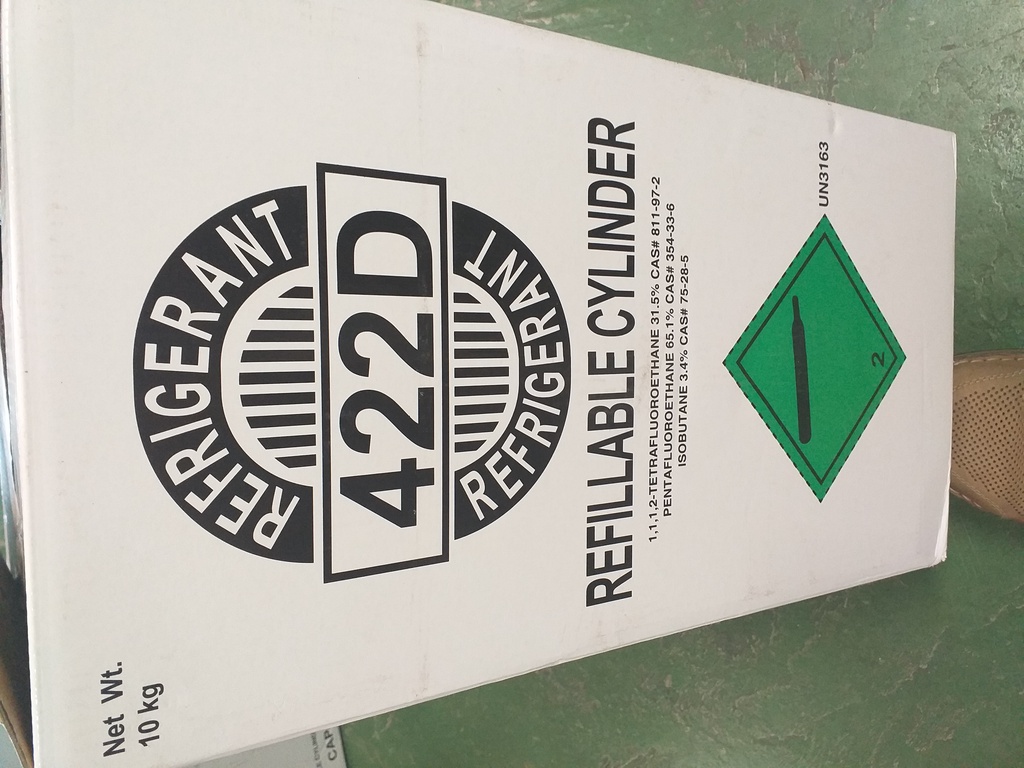 Net Wt.
10 kg
REFRIGERANT
422D
REFRIGERANT
REFILLABLE CYLINDER
1,1,1,2-TETRAFLUOROETHANE 31.5% CAS# 811-97-2
PENTAFLUOROETHANE 65.1% CAS# 354-33-6
ISOBUTANE 3.4% CAS# 75-28-5
UN3163
2
CAP